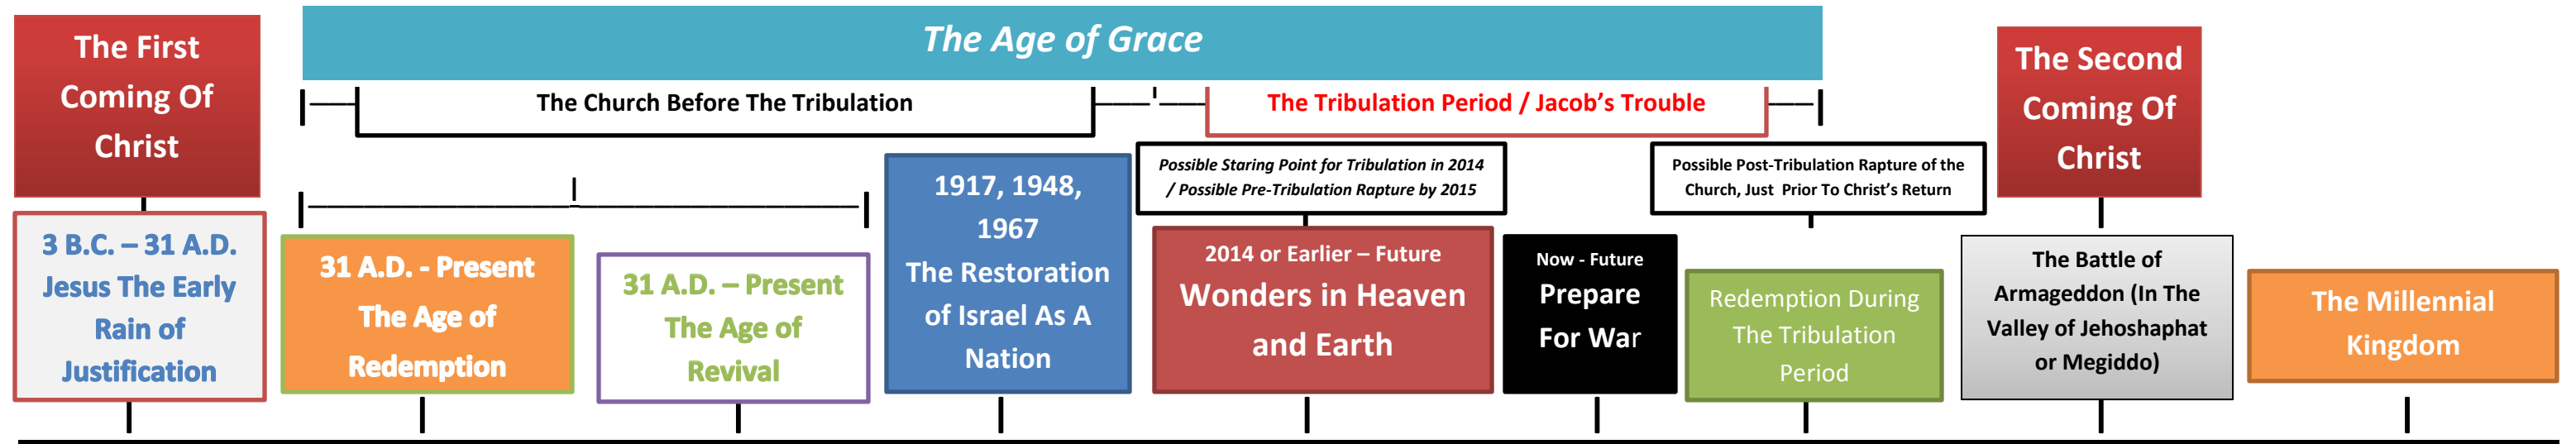 The First
Coming Of
Christ
The Age of Grace
The Church Before The Tribulation
The Tribulation Period / Jacob’s Trouble
The Second
Coming Of
Christ
Possible Staring Point for Tribulation in 2014
/ Possible Pre-Tribulation Rapture by 2015
Possible Post-Tribulation Rapture of the
Church, Just Prior To Christ’s Return
3 B.C. – 31 A.D.
Jesus The Early
Rain of
Justification
31 A.D. - Present
The Age of
Redemption
31 A.D. – Present
The Age of
Revival
1917, 1948,
1967
The Restoration
of Israel As A
Nation
2014 or Earlier – Future
Wonders in Heaven
and Earth
Now - Future
Prepare
For War
Redemption During
The Tribulation
Period
The Battle of
Armageddon (In The
Valley of Jehoshaphat
or Megiddo)
The Millennial
Kingdom